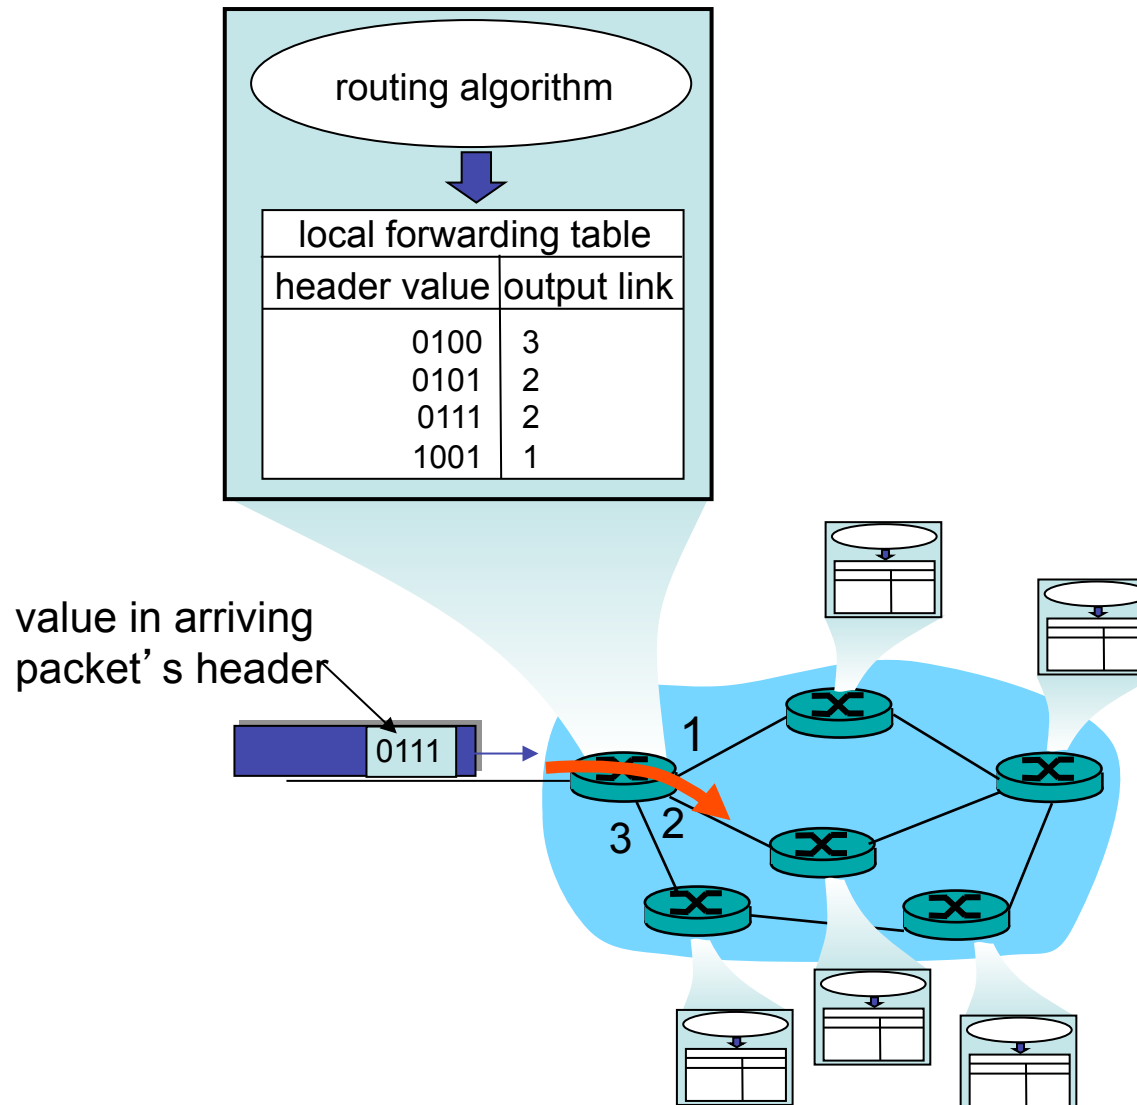 routing algorithm
local forwarding table
header value output link
0100 3
0101 2
0111 2
1001 1
value in arriving
packet’ s header
0111
1
2
3